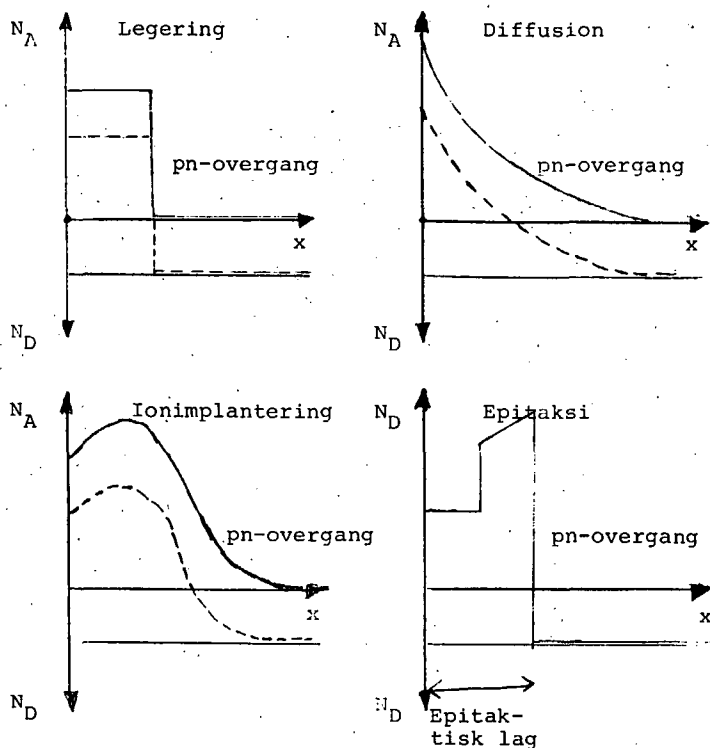 N_A
Legering
pn-overgang
x
N_D
N_A
Diffusion
pn-overgang
x
N_D
N_A
Ionimplantering
pn-overgang
x
N_D
N_D
Epitaksi
pn-overgang
x
N_D
Epitak-
tisk lag